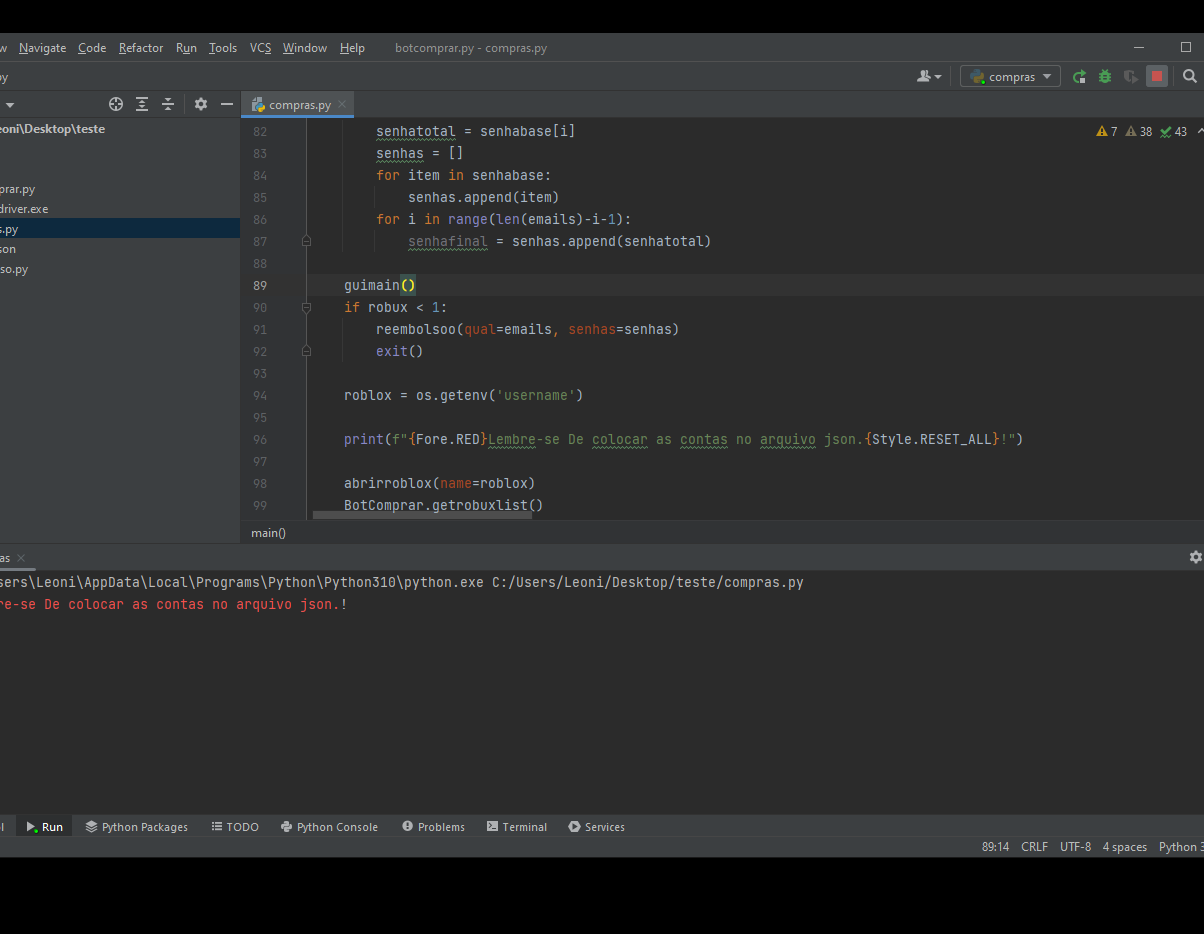 w Navigate Code Refactor Run Tools VCS Window Help botcomprar.py - compras.py
py compras
compras.py
eoni\Desktop\teste
82 senhatotal = senhabase[i] 7 38 43
83 senhas = []
84 for item in senhabase:
prar.py
85 senhas.append(item)
driver.exe
86 for i in range(len(emails)-i-1):
s.py
87 senhafinal = senhas.append(senhatotal)
son
88
so.py
89 guimain()
90 if robux < 1:
91 reembolsoo(qual=emails, senhas=senhas)
92 exit()
93
94 roblox = os.getenv('username')
95
96 print(f"{Fore.RED}Lembre-se De colocar as contas no arquivo json.{Style.RESET_ALL}!")
97
98 abrirroblox(name=roblox)
99 BotComprar.getrobuxlist()
main()
as
sers\Leoni\AppData\Local\Programs\Python\Python310\python.exe C:/Users/Leoni/Desktop/teste/compras.py
re-se De colocar as contas no arquivo json.!
l Run Python Packages TODO Python Console Problems Terminal Services
89:14 CRLF UTF-8 4 spaces Python 3